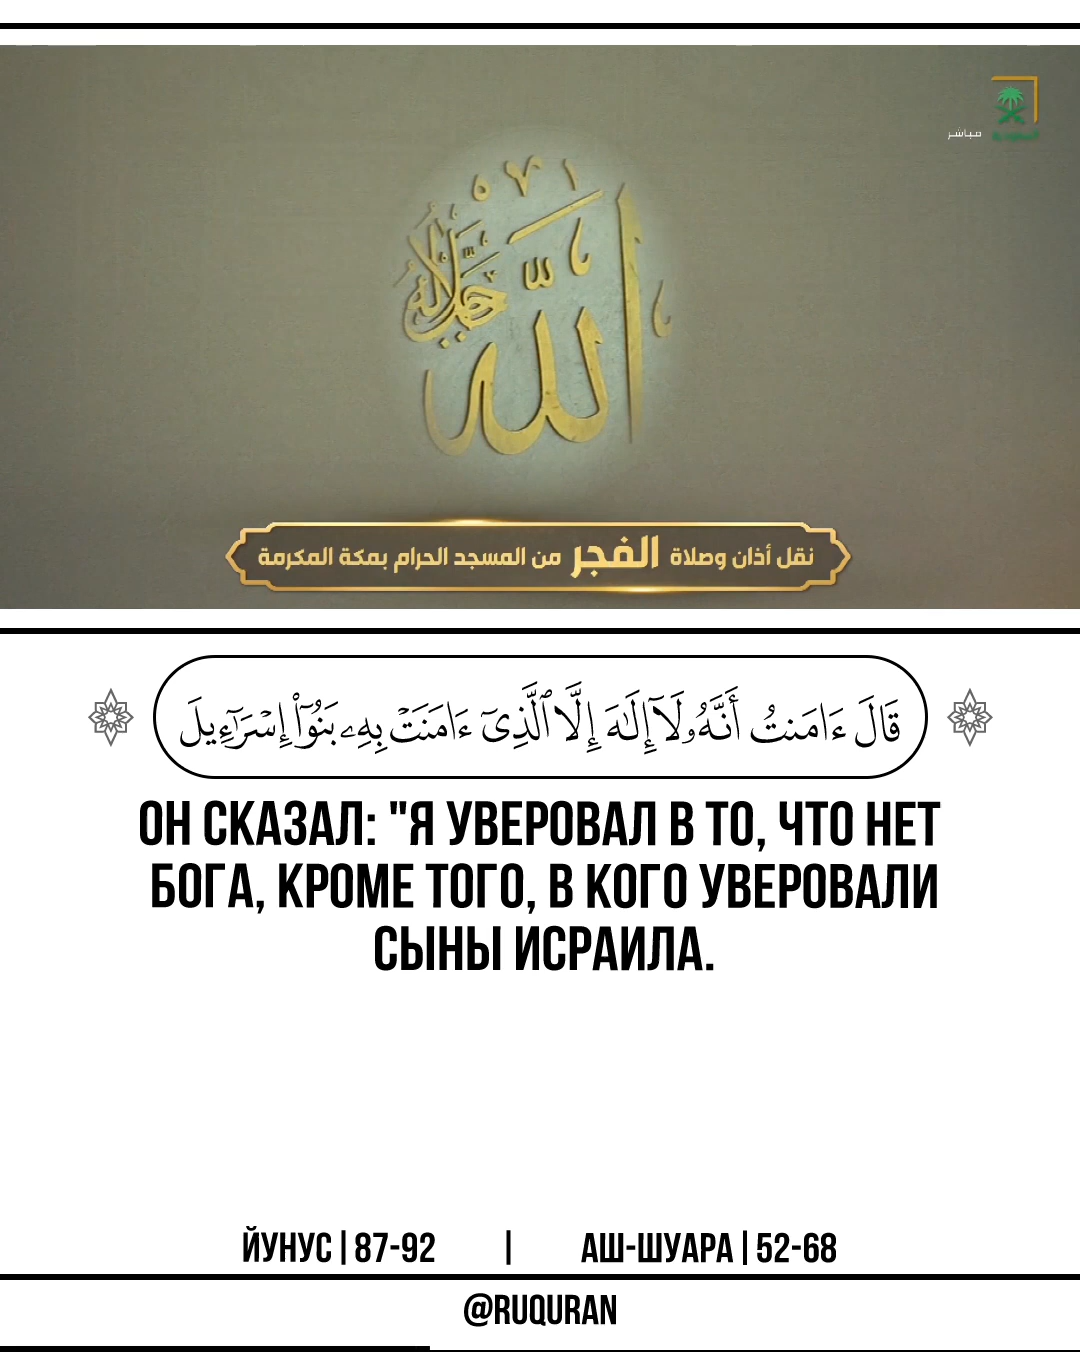 مباشر
السعودية
الله
جل جلاله
نقل أذان وصلاة الفجر من المسجد الحرام بمكة المكرمة
قَالَ ءَامَنتُ أَنَّهُۥ لَآ إِلَٰهَ إِلَّا ٱلَّذِىٓ ءَامَنَتْ بِهِۦ بَنُوٓا۟ إِسْرَٰٓءِيلَ
ОН СКАЗАЛ: "Я УВЕРОВАЛ В ТО, ЧТО НЕТ
БОГА, КРОМЕ ТОГО, В КОГО УВЕРОВАЛИ
СЫНЫ ИСРАИЛА.
ЙУНУС | 87-92 | АШ-ШУАРА | 52-68
@RUQURAN